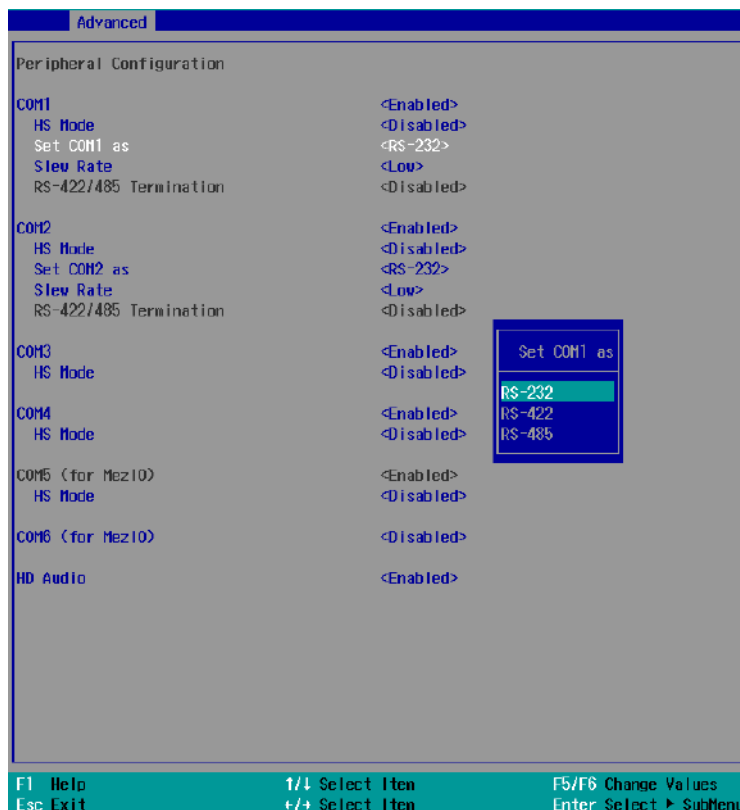 Advanced
Peripheral Configuration
COM1 <Enabled>
HS Mode <Disabled>
Set COM1 as <RS-232>
Slew Rate <Low>
RS-422/485 Termination <Disabled>
COM2 <Enabled>
HS Mode <Disabled>
Set COM2 as <RS-232>
Slew Rate <Low>
RS-422/485 Termination <Disabled>
COM3 <Enabled>
HS Mode <Disabled>
COM4 <Enabled>
HS Mode <Disabled>
COM5 (for MezIO) <Enabled>
HS Mode <Disabled>
COM6 (for MezIO) <Disabled>
HD Audio <Enabled>
Set COM1 as
RS-232
RS-422
RS-485
F1 Help ↑/↓ Select Item F5/F6 Change Values
Esc Exit ←/→ Select Item Enter Select ▶ SubMenu